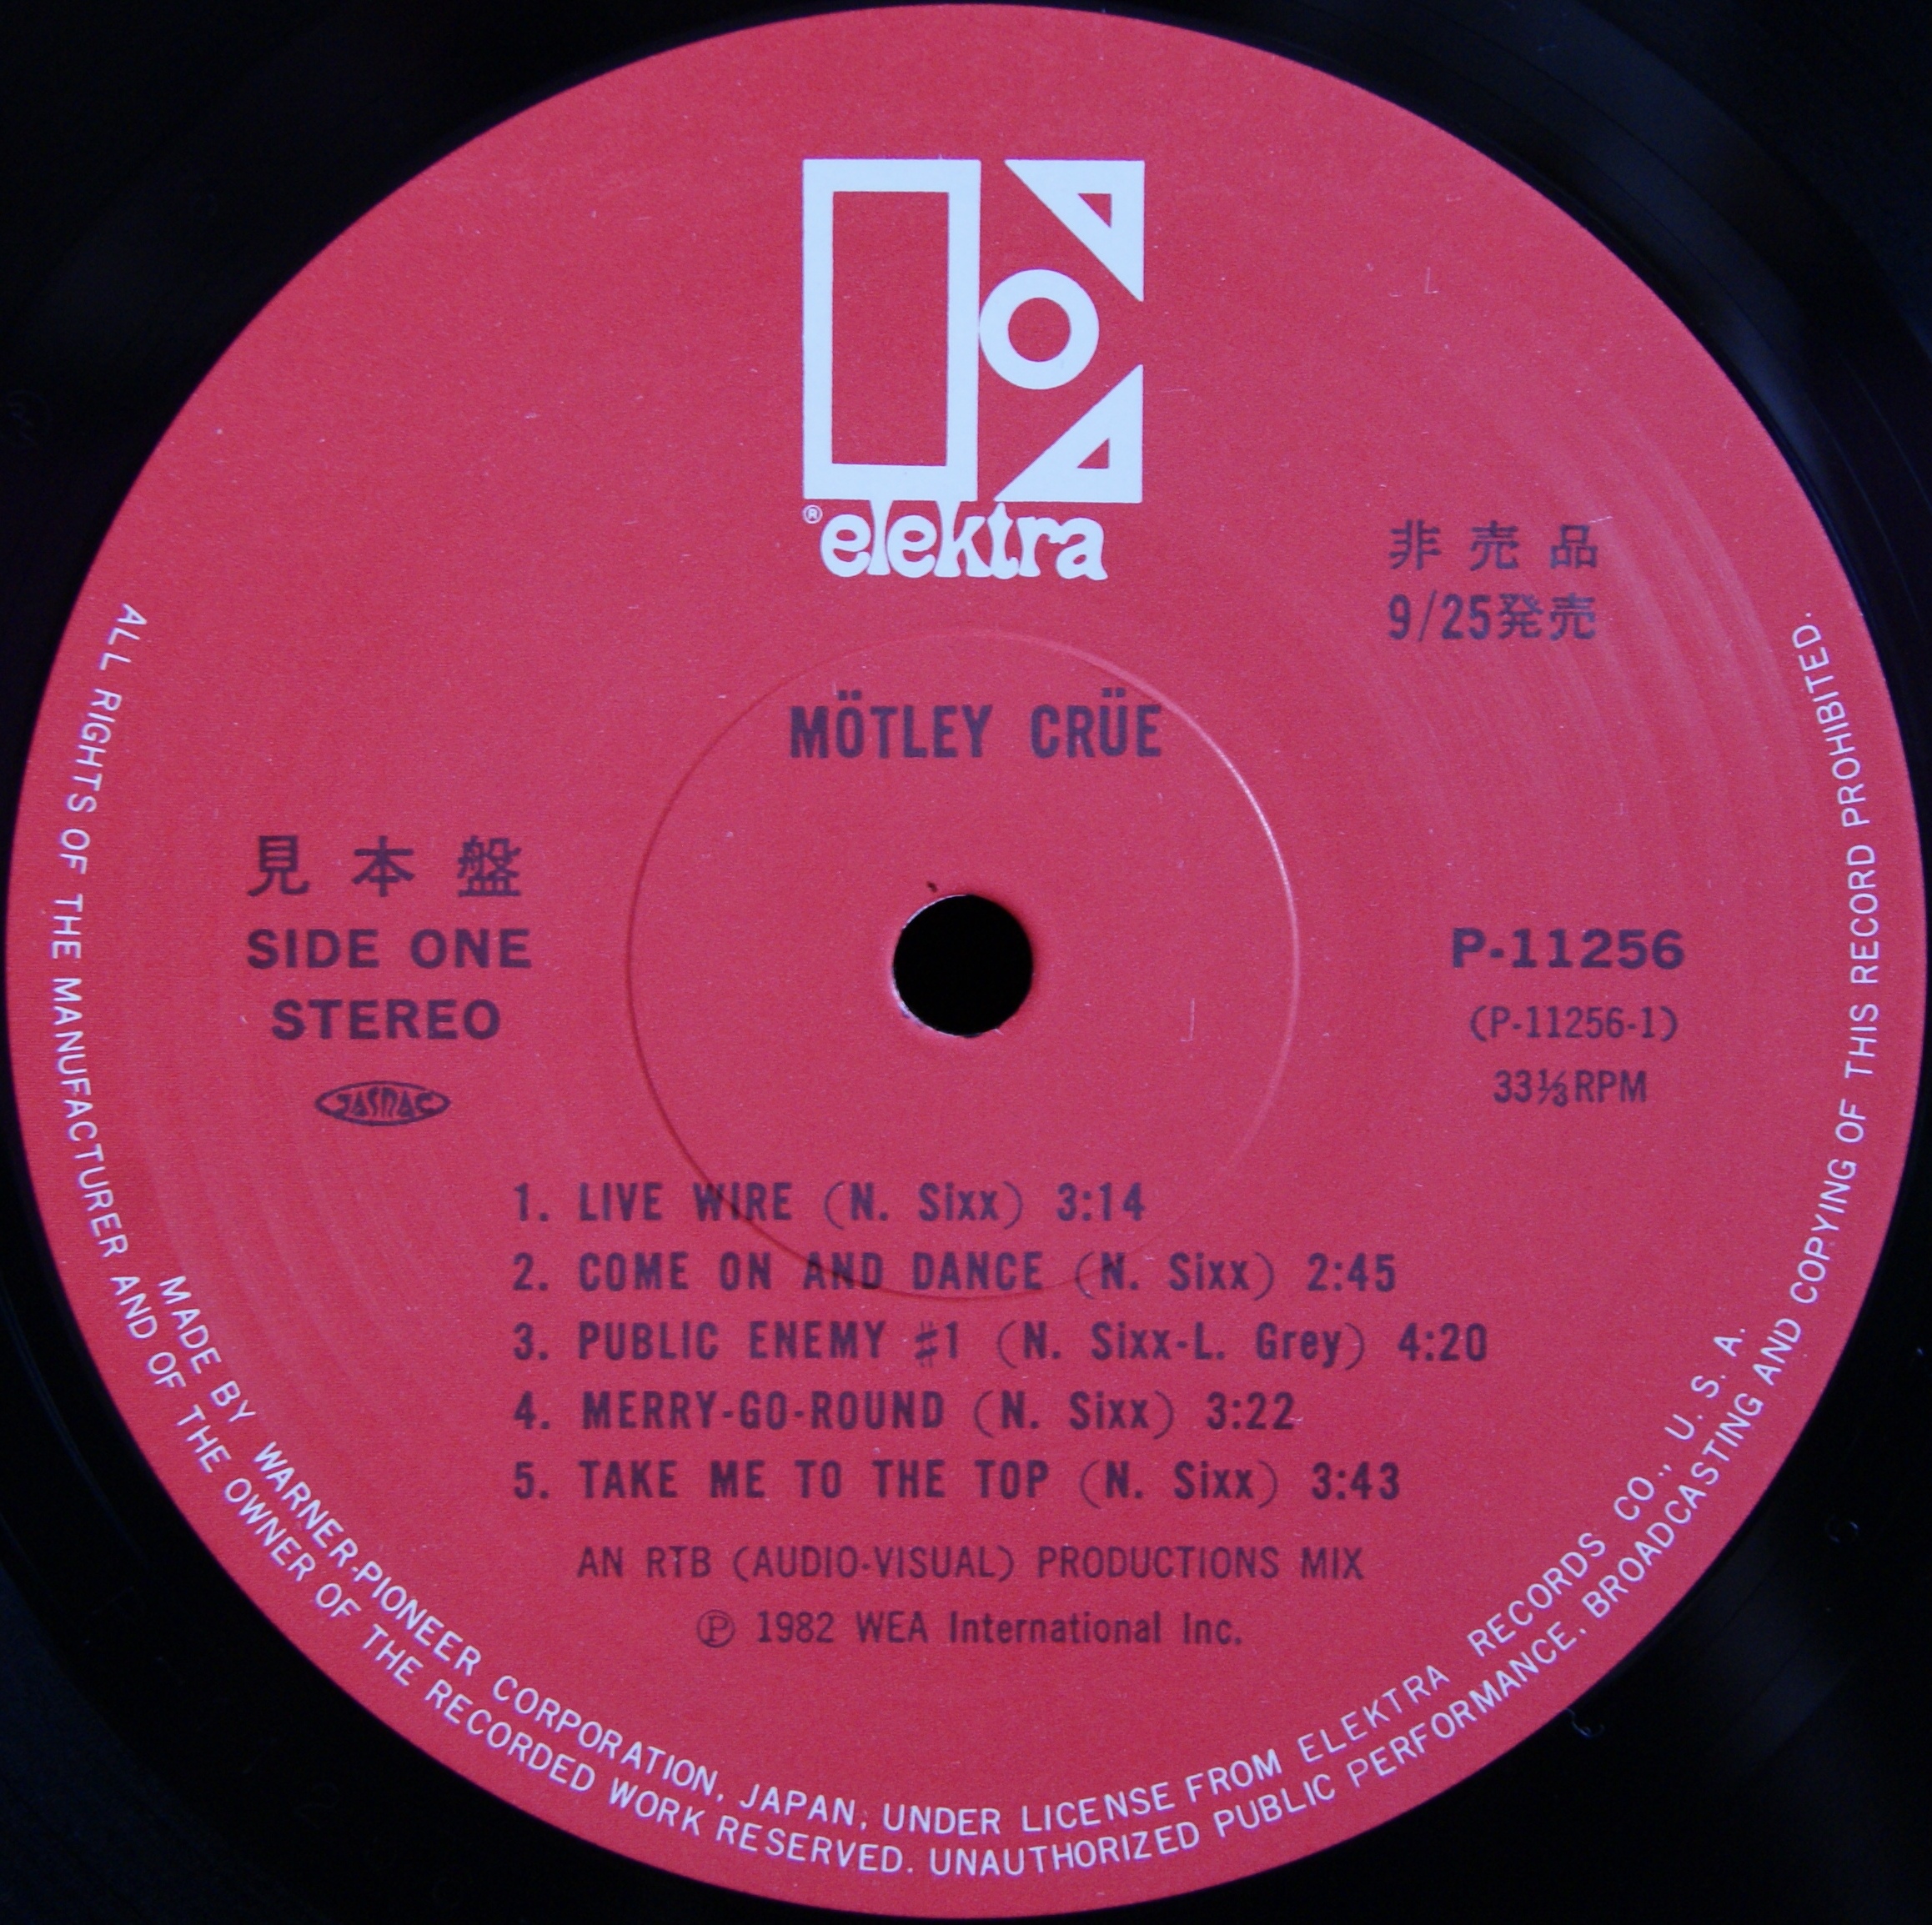 ® elektra
非売品
9/25発売
MÖTLEY CRÜE
見本盤
SIDE ONE
STEREO
JASRAC
P-11256
(P-11256-1)
33⅓RPM
1. LIVE WIRE (N. Sixx) 3:14
2. COME ON AND DANCE (N. Sixx) 2:45
3. PUBLIC ENEMY #1 (N. Sixx-L. Grey) 4:20
4. MERRY-GO-ROUND (N. Sixx) 3:22
5. TAKE ME TO THE TOP (N. Sixx) 3:43
AN RTB (AUDIO-VISUAL) PRODUCTIONS MIX
Ⓟ 1982 WEA International Inc.
MADE BY WARNER-PIONEER CORPORATION, JAPAN, UNDER LICENSE FROM ELEKTRA RECORDS CO., U. S. A.
ALL RIGHTS OF THE MANUFACTURER AND OF THE OWNER OF THE RECORDED WORK RESERVED. UNAUTHORIZED PUBLIC PERFORMANCE, BROADCASTING AND COPYING OF THIS RECORD PROHIBITED.